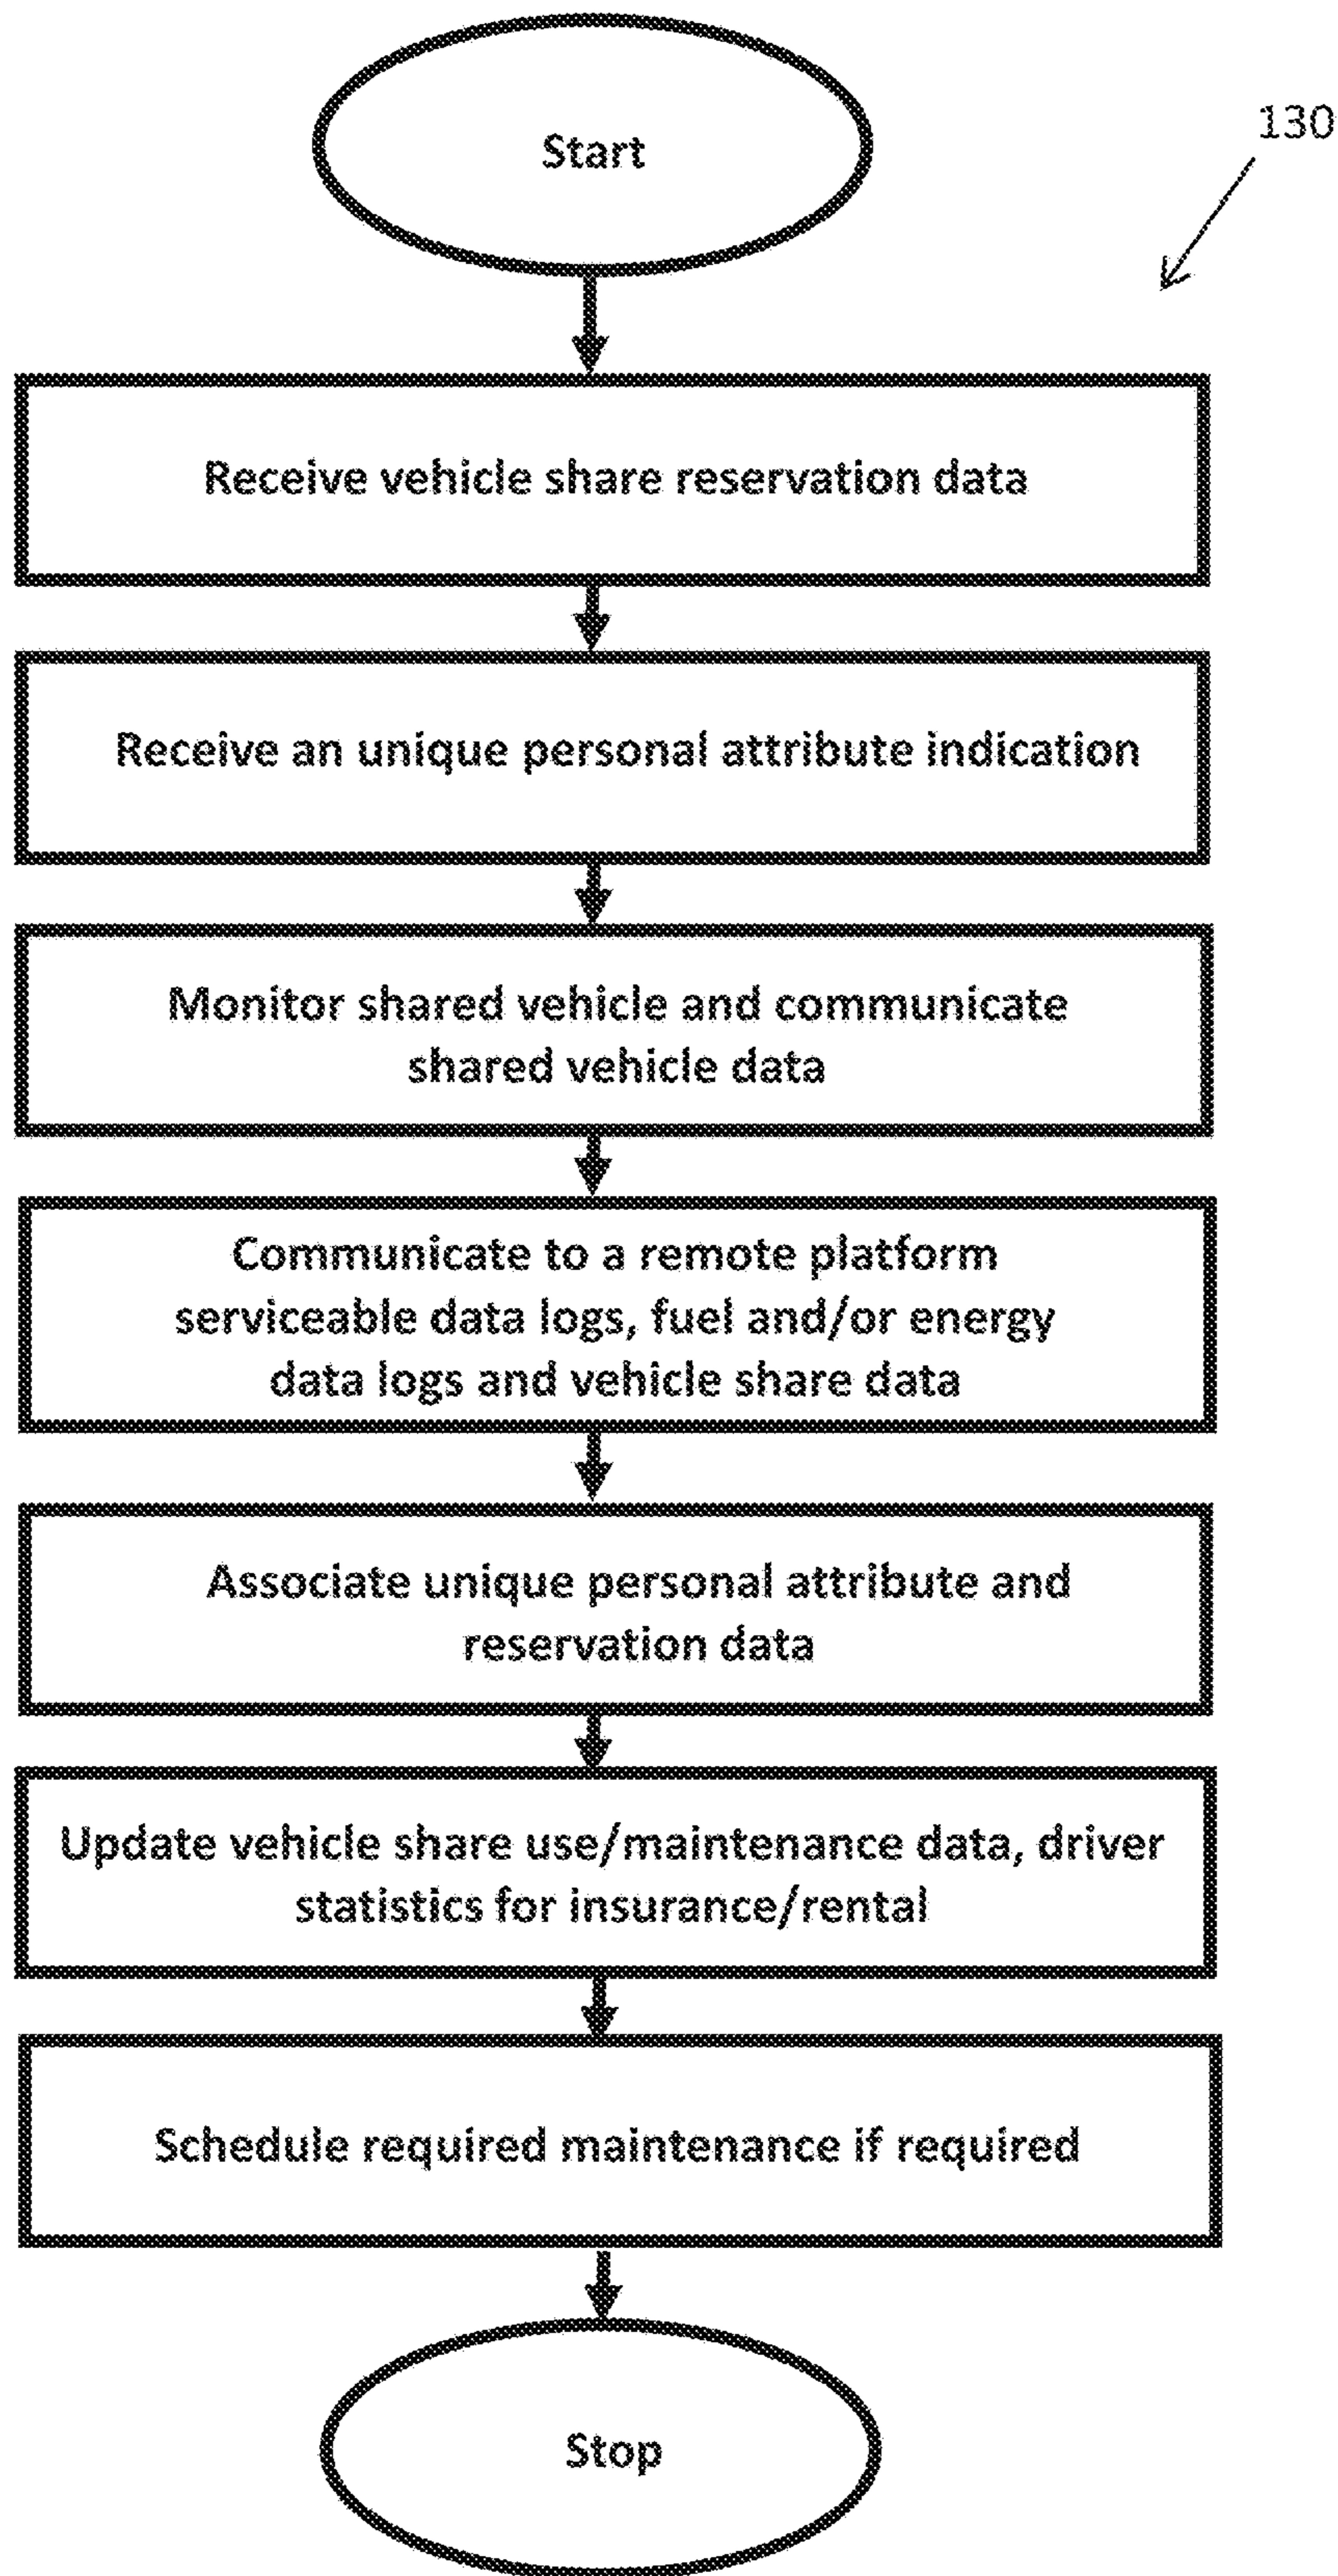 Start
130
Receive vehicle share reservation data
Receive an unique personal attribute indication
Monitor shared vehicle and communicate
shared vehicle data
Communicate to a remote platform
serviceable data logs, fuel and/or energy
data logs and vehicle share data
Associate unique personal attribute and
reservation data
Update vehicle share use/maintenance data, driver
statistics for insurance/rental
Schedule required maintenance if required
Stop